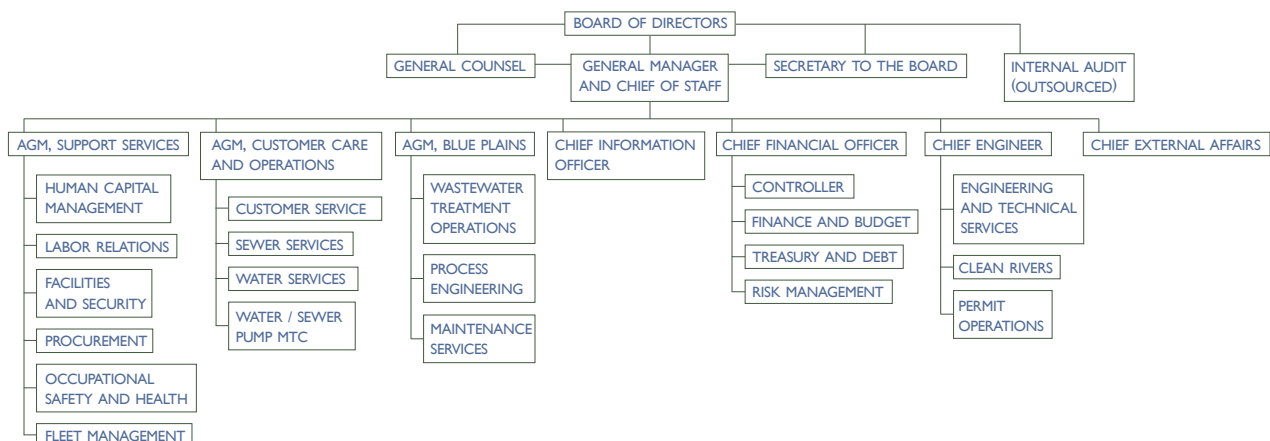 BOARD OF DIRECTORS
GENERAL COUNSEL
GENERAL MANAGER
AND CHIEF OF STAFF
SECRETARY TO THE BOARD
INTERNAL AUDIT
(OUTSOURCED)
AGM, SUPPORT SERVICES
HUMAN CAPITAL
MANAGEMENT
LABOR RELATIONS
FACILITIES
AND SECURITY
PROCUREMENT
OCCUPATIONAL
SAFETY AND HEALTH
FLEET MANAGEMENT
AGM, CUSTOMER CARE
AND OPERATIONS
CUSTOMER SERVICE
SEWER SERVICES
WATER SERVICES
WATER / SEWER
PUMP MTC
AGM, BLUE PLAINS
WASTEWATER
TREATMENT
OPERATIONS
PROCESS
ENGINEERING
MAINTENANCE
SERVICES
CHIEF INFORMATION
OFFICER
CHIEF FINANCIAL OFFICER
CONTROLLER
FINANCE AND BUDGET
TREASURY AND DEBT
RISK MANAGEMENT
CHIEF ENGINEER
ENGINEERING
AND TECHNICAL
SERVICES
CLEAN RIVERS
PERMIT
OPERATIONS
CHIEF EXTERNAL AFFAIRS